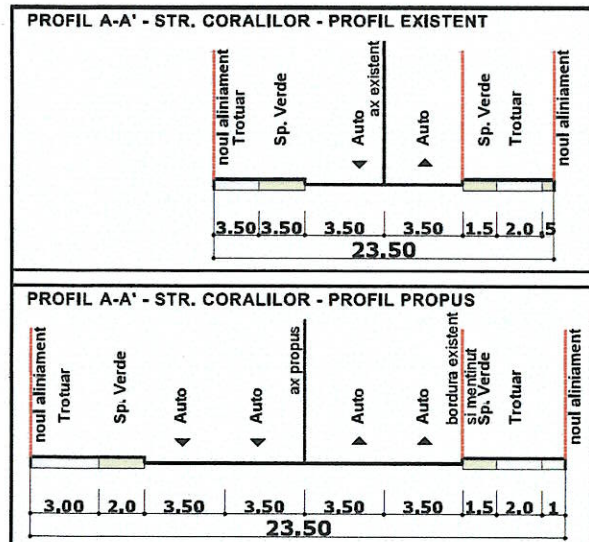 PROFIL A-A' - STR. CORALILOR - PROFIL EXISTENT
noul aliniament
Trotuar
Sp. Verde
Auto
ax existent
Auto
Sp. Verde
Trotuar
noul aliniament
3.50 3.50 3.50 3.50 1.5 2.0 .5
23.50
PROFIL A-A' - STR. CORALILOR - PROFIL PROPUS
noul aliniament
Trotuar
Sp. Verde
Auto
Auto
ax propus
Auto
Auto
bordura existent
si mentinut
Sp. Verde
Trotuar
noul aliniament
3.00 2.0 3.50 3.50 3.50 3.50 1.5 2.0 1
23.50